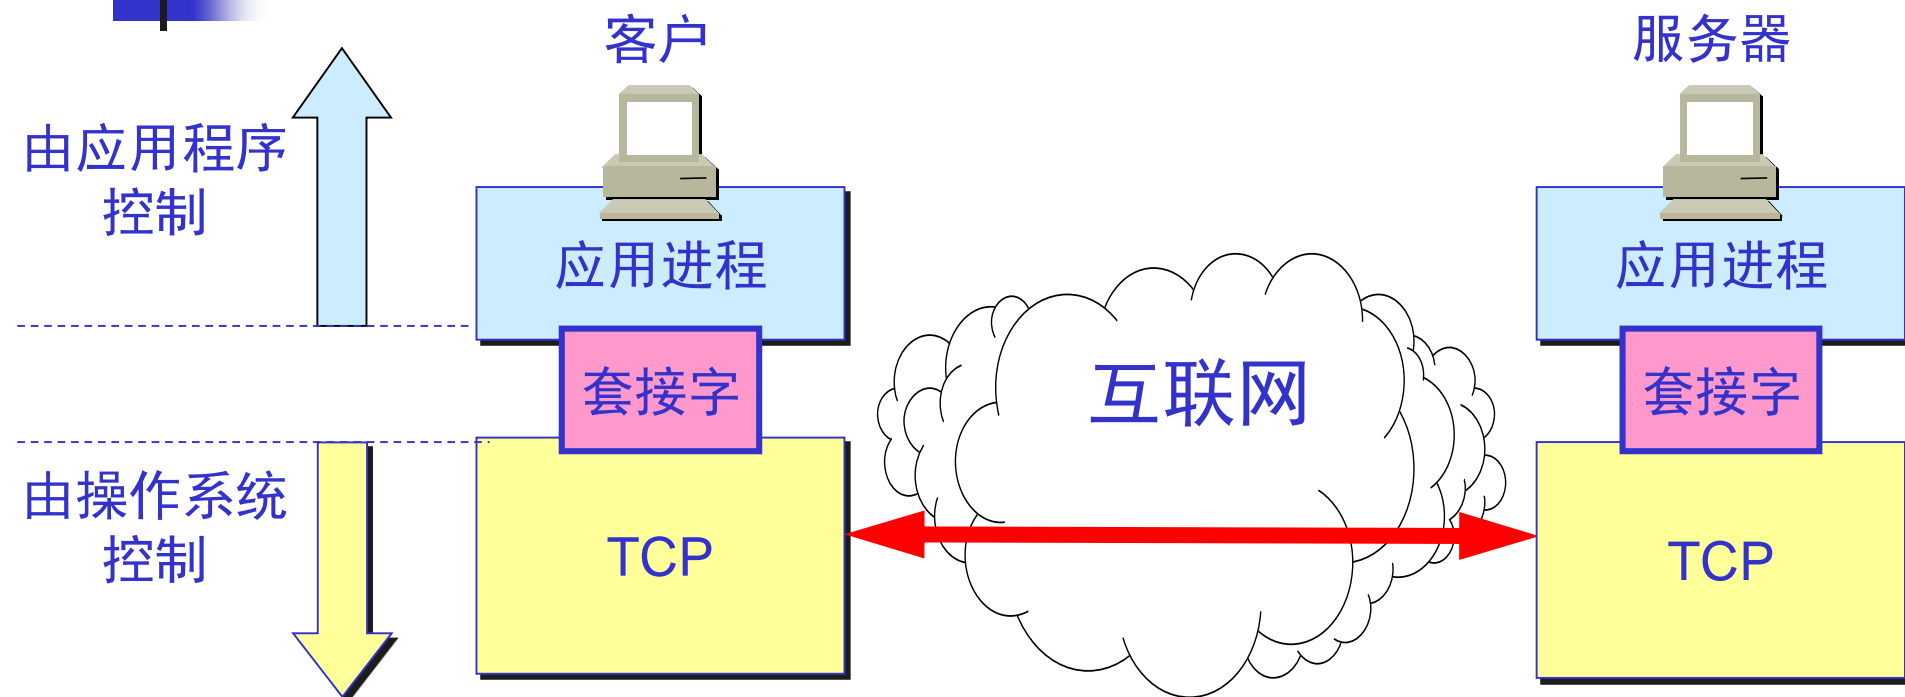 客户
服务器
由应用程序
控制
应用进程
应用进程
套接字
互联网
套接字
由操作系统
控制
TCP
TCP